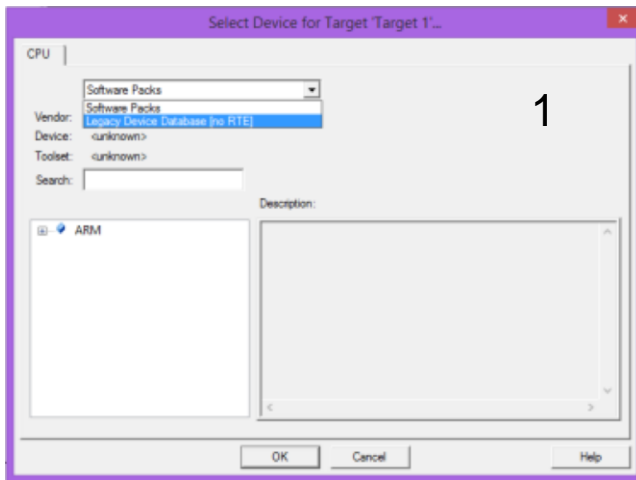 Select Device for Target 'Target 1'...
CPU
Software Packs
Software Packs
Legacy Device Database [no RTE]
1
Vendor:
Device: <unknown>
Toolset: <unknown>
Search:
Description:
ARM
OK Cancel Help